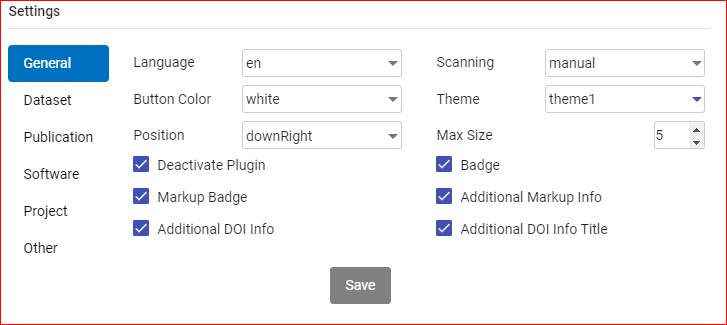 Settings
General
Language en Scanning manual
Dataset
Button Color white Theme theme1
Publication
Position downRight Max Size 5
Software
Deactivate Plugin Badge
Project
Markup Badge Additional Markup Info
Other
Additional DOI Info Additional DOI Info Title
Save